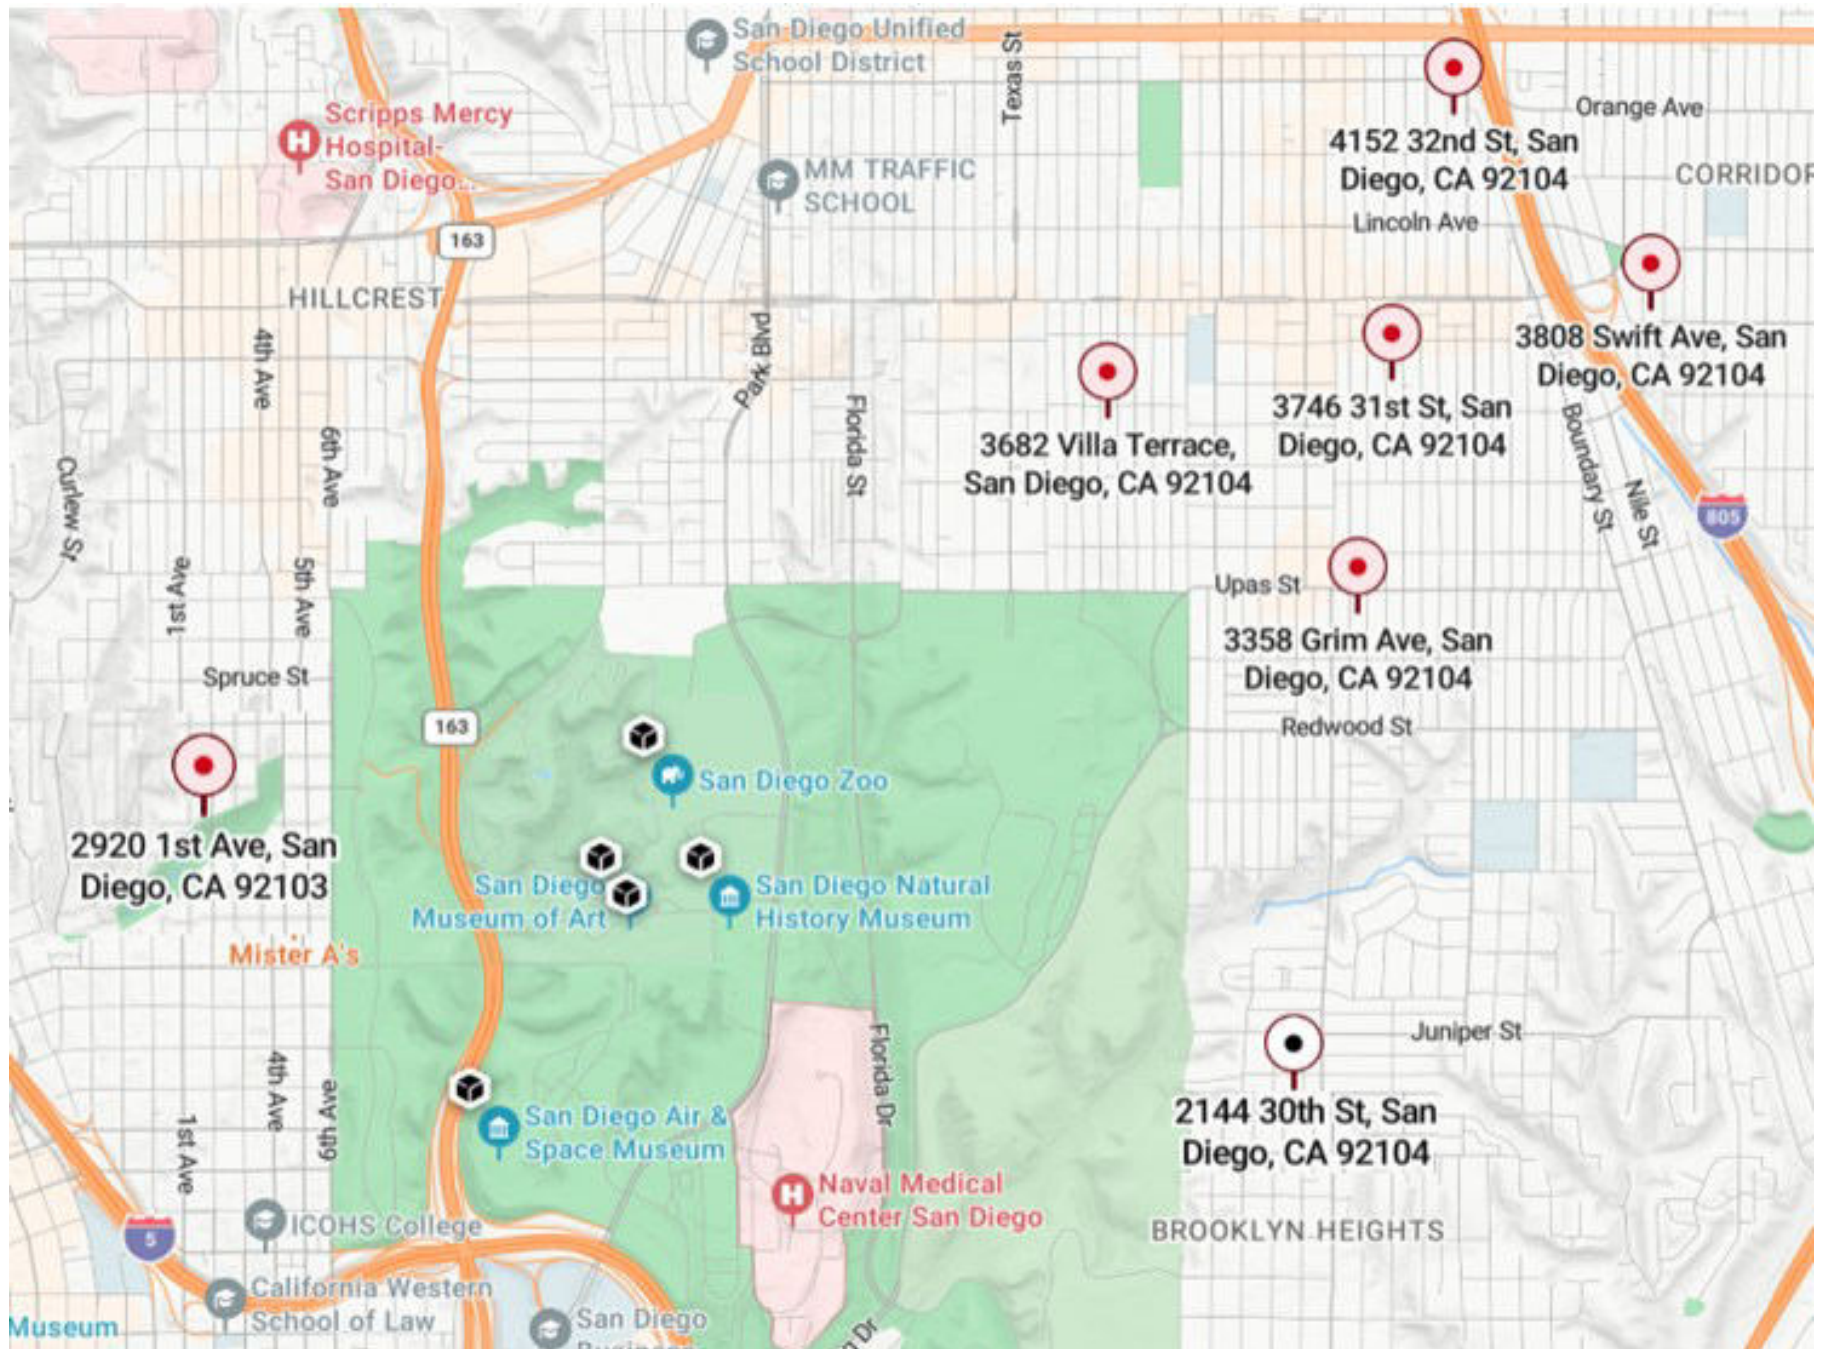 San Diego Unified
School District
Texas St
Orange Ave
4152 32nd St, San
Diego, CA 92104
CORRIDOR
Scripps Mercy
Hospital-
San Diego...
MM TRAFFIC
SCHOOL
Lincoln Ave
163
HILLCREST
3808 Swift Ave, San
Diego, CA 92104
4th Ave
Park Blvd
Florida St
3746 31st St, San
Diego, CA 92104
3682 Villa Terrace,
San Diego, CA 92104
Boundary St
Nile St
805
6th Ave
Curlew St
1st Ave
5th Ave
Upas St
3358 Grim Ave, San
Diego, CA 92104
Spruce St
163
Redwood St
San Diego Zoo
2920 1st Ave, San
Diego, CA 92103
San Diego
Museum of Art
San Diego Natural
History Museum
Mister A's
Juniper St
Florida Dr
4th Ave
6th Ave
1st Ave
San Diego Air &
Space Museum
2144 30th St, San
Diego, CA 92104
Naval Medical
Center San Diego
ICOHS College
BROOKLYN HEIGHTS
5
California Western
School of Law
Museum
San Diego
Dr